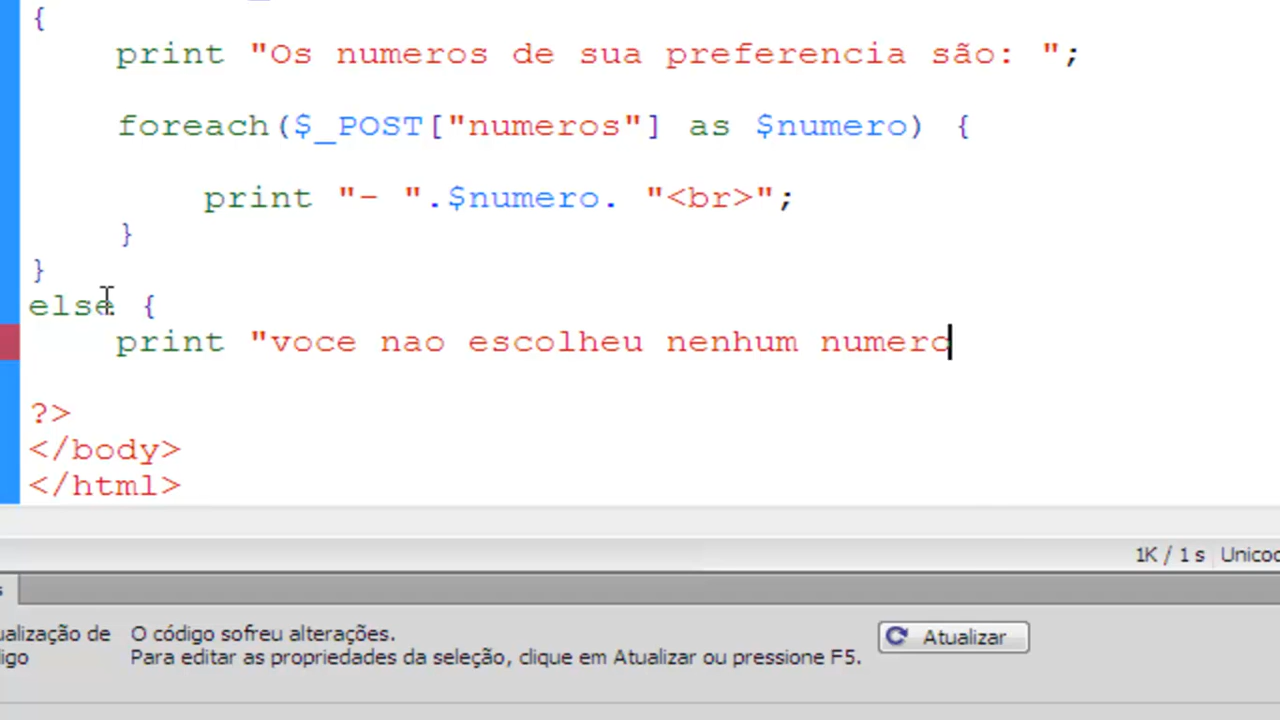 {
print "Os numeros de sua preferencia são: ";
foreach($_POST["numeros"] as $numero) {
print "- ".$numero. "<br>";
}
}
else {
print "voce nao escolheu nenhum numero
?>
</body>
</html>
1K / 1 s
O código sofreu alterações.
Para editar as propriedades da seleção, clique em Atualizar ou pressione F5.
Atualizar